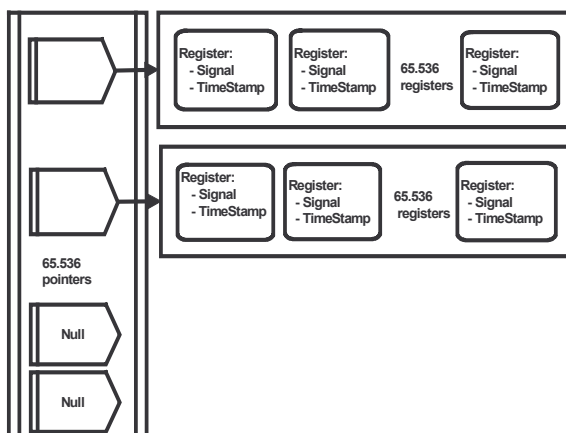 Register:
- Signal
- TimeStamp
Register:
- Signal
- TimeStamp
65.536
registers
Register:
- Signal
- TimeStamp
Register:
- Signal
- TimeStamp
Register:
- Signal
- TimeStamp
65.536
registers
Register:
- Signal
- TimeStamp
65.536
pointers
Null
Null